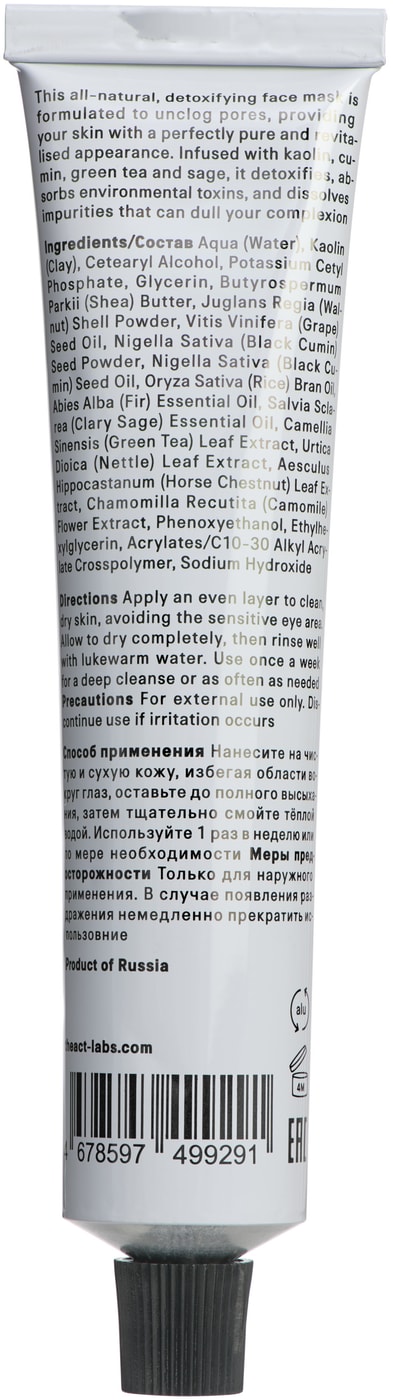 This all-natural, detoxifying face mask is
formulated to unclog pores, providing
your skin with a perfectly pure and revita-
lised appearance. Infused with kaolin, cu-
min, green tea and sage, it detoxifies, ab-
sorbs environmental toxins, and dissolves
impurities that can dull your complexion
Ingredients/Состав Aqua (Water), Kaolin
(Clay), Cetearyl Alcohol, Potassium Cetyl
Phosphate, Glycerin, Butyrospermum
Parkii (Shea) Butter, Juglans Regia (Wal-
nut) Shell Powder, Vitis Vinifera (Grape)
Seed Oil, Nigella Sativa (Black Cumin)
Seed Powder, Nigella Sativa (Black Cu-
min) Seed Oil, Oryza Sativa (Rice) Bran Oil,
Abies Alba (Fir) Essential Oil, Salvia Scla-
rea (Clary Sage) Essential Oil, Camellia
Sinensis (Green Tea) Leaf Extract, Urtica
Dioica (Nettle) Leaf Extract, Aesculus
Hippocastanum (Horse Chestnut) Leaf Ex-
tract, Chamomilla Recutita (Camomile)
Flower Extract, Phenoxyethanol, Ethylhe-
xylglycerin, Acrylates/C10-30 Alkyl Acry-
late Crosspolymer, Sodium Hydroxide
Directions Apply an even layer to clean,
dry skin, avoiding the sensitive eye area.
Allow to dry completely, then rinse well
with lukewarm water. Use once a week
for a deep cleanse or as often as needed
Precautions For external use only. Dis-
continue use if irritation occurs
Способ применения Нанесите на чис-
тую и сухую кожу, избегая области во-
круг глаз, оставьте до полного высыха-
ния, затем тщательно смойте тёплой
водой. Используйте 1 раз в неделю или
по мере необходимости Меры пред-
осторожности Только для наружного
применения. В случае появления раз-
дражения немедленно прекратить ис-
пользовние
Product of Russia
theact-labs.com
alu
4M
4 678597 499291
EAC